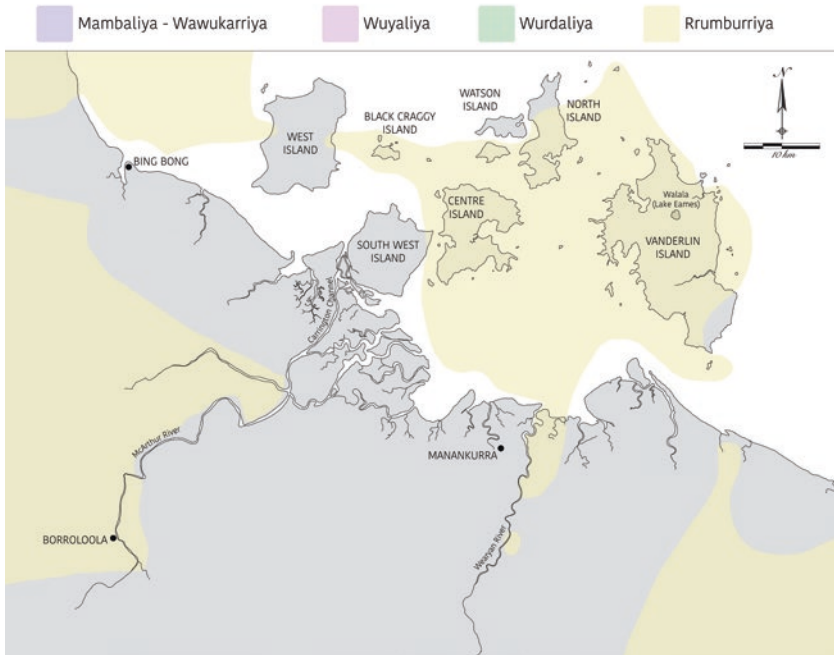 Mambaliya - Wawukarriya
Wuyaliya
Wurdaliya
Rrumburriya
WATSON
ISLAND
NORTH
ISLAND
BLACK CRAGGY
ISLAND
WEST
ISLAND
N
10 km
BING BONG
Walala
(Lake Eames)
CENTRE
ISLAND
VANDERLIN
ISLAND
SOUTH WEST
ISLAND
Carrington Channel
McArthur River
MANANKURRA
BORROLOOLA
Wearyan River